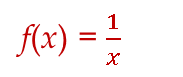 f(x) = 1/x